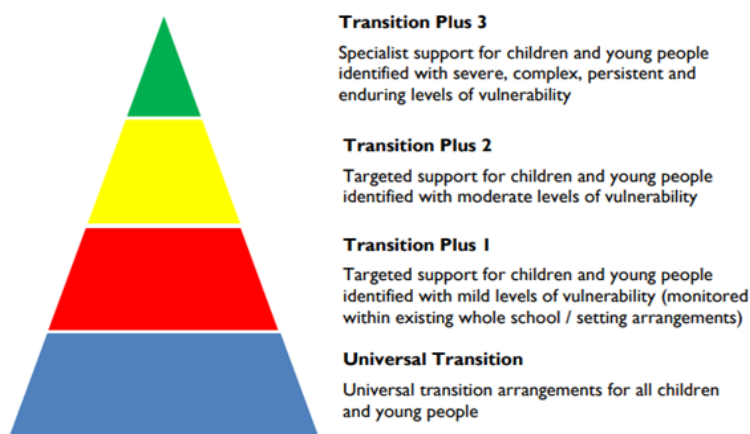 Transition Plus 3
Specialist support for children and young people
identified with severe, complex, persistent and
enduring levels of vulnerability
Transition Plus 2
Targeted support for children and young people
identified with moderate levels of vulnerability
Transition Plus 1
Targeted support for children and young people
identified with mild levels of vulnerability (monitored
within existing whole school / setting arrangements)
Universal Transition
Universal transition arrangements for all children
and young people